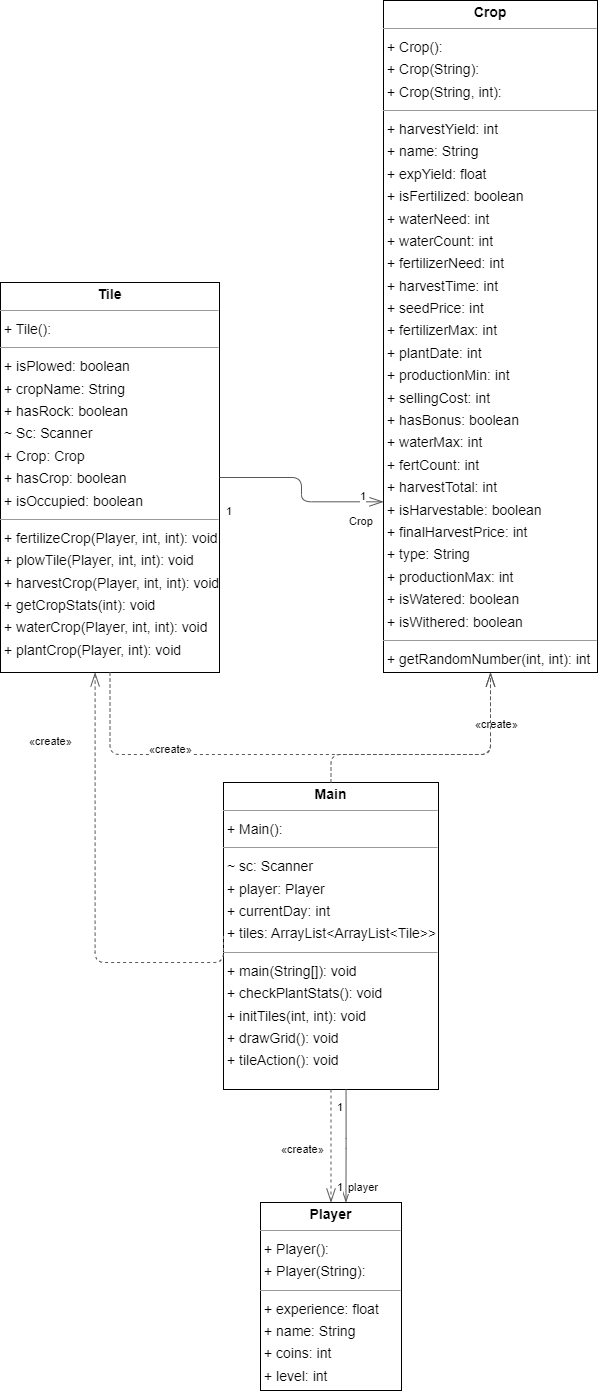 Crop
+ Crop():
+ Crop(String):
+ Crop(String, int):
+ harvestYield: int
+ name: String
+ expYield: float
+ isFertilized: boolean
+ waterNeed: int
+ waterCount: int
+ fertilizerNeed: int
+ harvestTime: int
+ seedPrice: int
+ fertilizerMax: int
+ plantDate: int
+ productionMin: int
+ sellingCost: int
+ hasBonus: boolean
+ waterMax: int
+ fertCount: int
+ harvestTotal: int
+ isHarvestable: boolean
+ finalHarvestPrice: int
+ type: String
+ productionMax: int
+ isWatered: boolean
+ isWithered: boolean
+ getRandomNumber(int, int): int
Tile
+ Tile():
+ isPlowed: boolean
+ cropName: String
+ hasRock: boolean
~ Sc: Scanner
+ Crop: Crop
+ hasCrop: boolean
+ isOccupied: boolean
+ fertilizeCrop(Player, int, int): void
+ plowTile(Player, int, int): void
+ harvestCrop(Player, int, int): void
+ getCropStats(int): void
+ waterCrop(Player, int, int): void
+ plantCrop(Player, int): void
1
1
Crop
«create»
«create»
«create»
Main
+ Main():
~ sc: Scanner
+ player: Player
+ currentDay: int
+ tiles: ArrayList<ArrayList<Tile>>
+ main(String[]): void
+ checkPlantStats(): void
+ initTiles(int, int): void
+ drawGrid(): void
+ tileAction(): void
1
«create»
1
player
Player
+ Player():
+ Player(String):
+ experience: float
+ name: String
+ coins: int
+ level: int